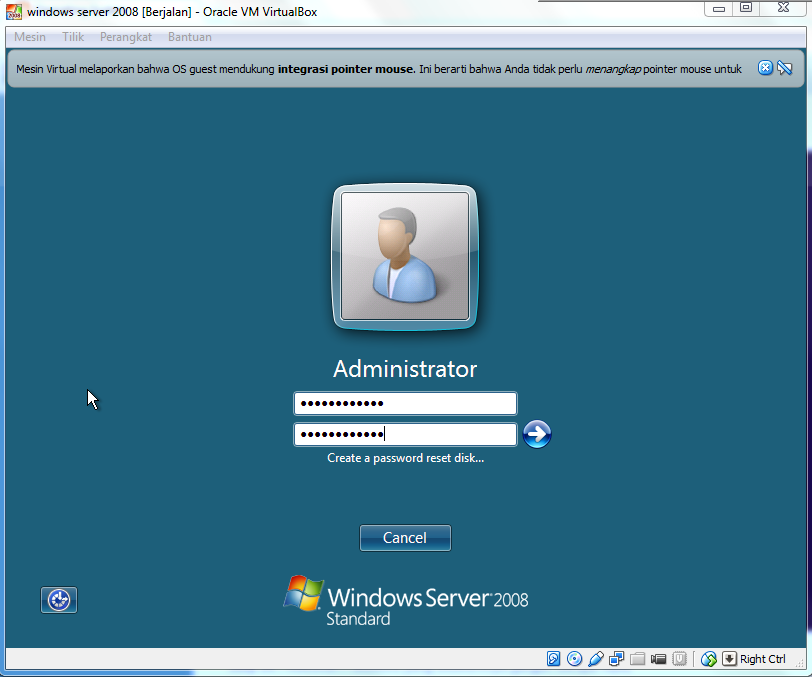 windows server 2008 [Berjalan] - Oracle VM VirtualBox
Mesin Tilik Perangkat Bantuan
Mesin Virtual melaporkan bahwa OS guest mendukung integrasi pointer mouse. Ini berarti bahwa Anda tidak perlu menangkap pointer mouse untuk
Administrator
••••••••••••
••••••••••••
Create a password reset disk...
Cancel
Windows Server 2008
Standard
Right Ctrl